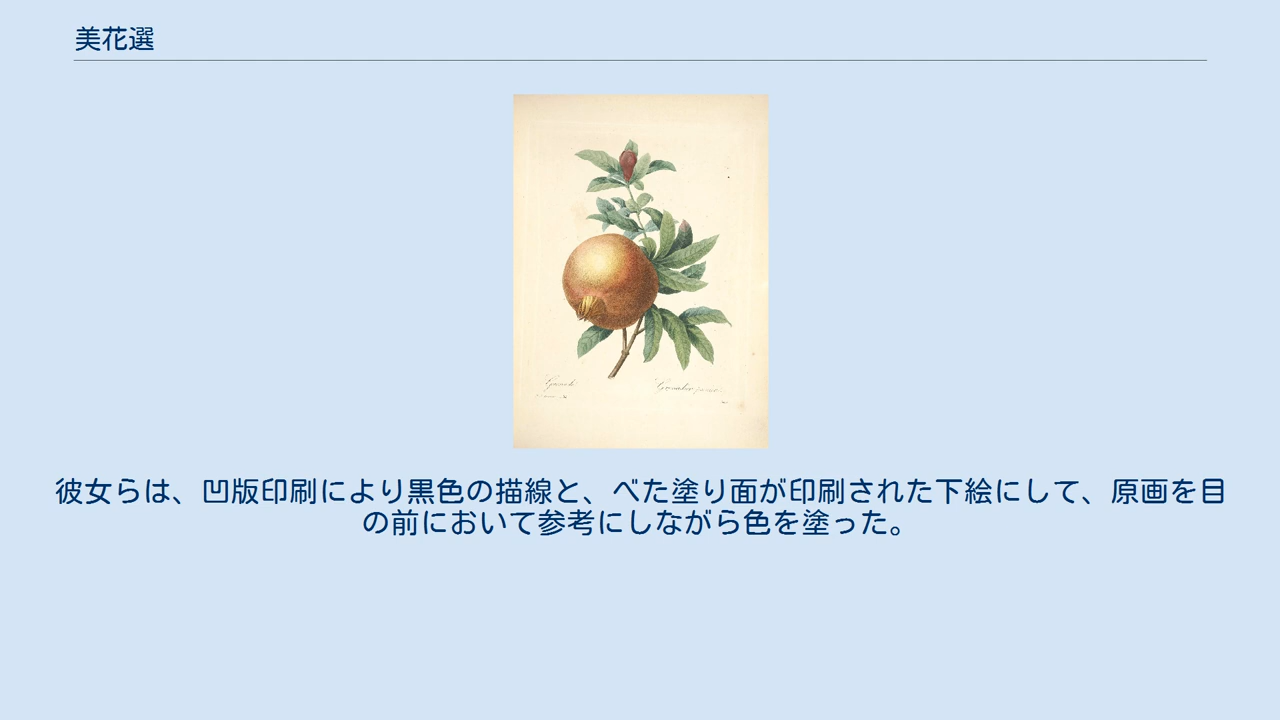 美花選
彼女らは、凹版印刷により黒色の描線と、べた塗り面が印刷された下絵にして、原画を目
の前において参考にしながら色を塗った。